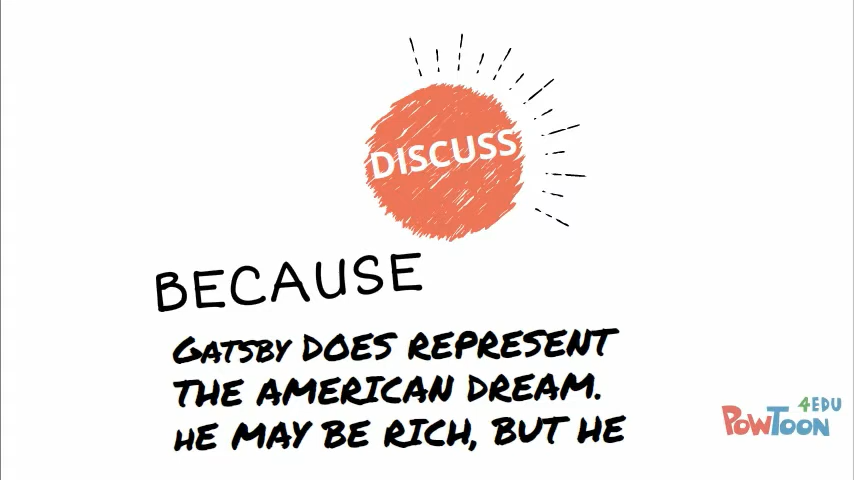 DISCUSS
BECAUSE
GATSBY DOES REPRESENT
THE AMERICAN DREAM.
HE MAY BE RICH, BUT HE
4EDU
POWTOON